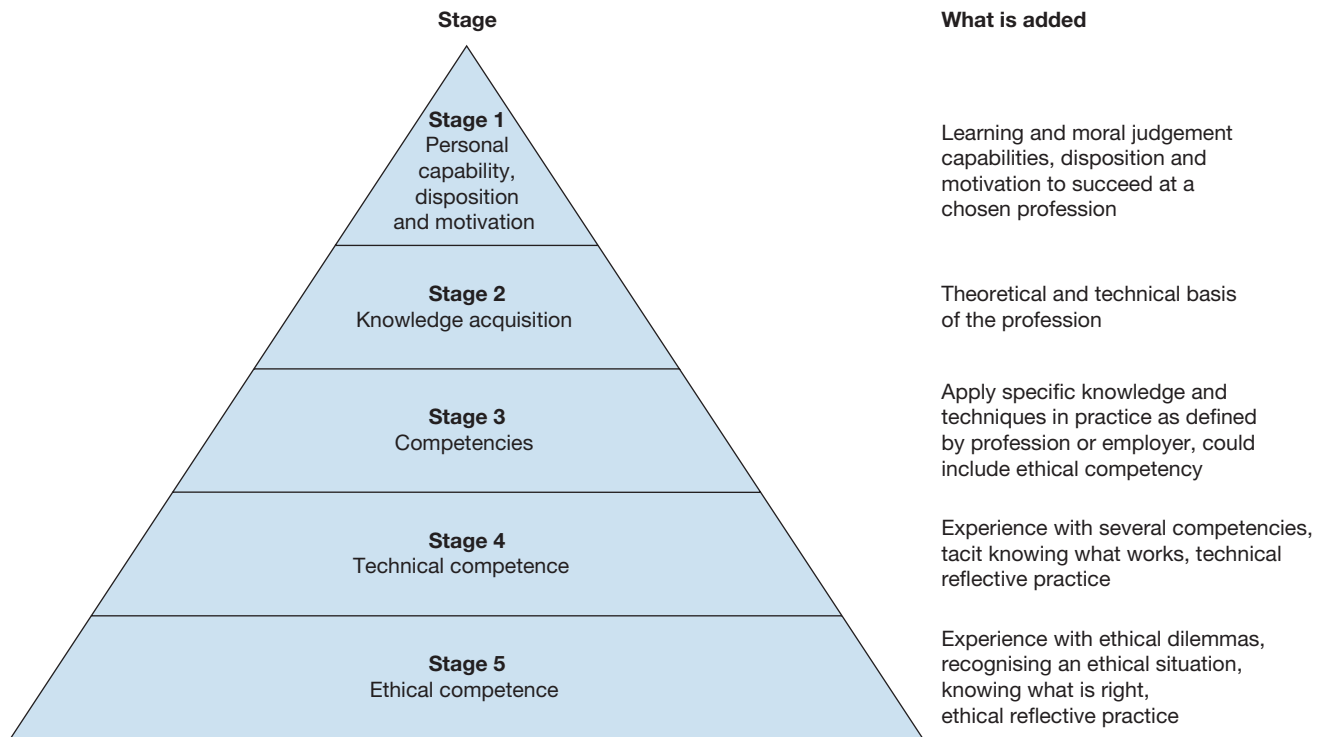 Stage
What is added
Stage 1
Personal
capability,
disposition
and motivation
Learning and moral judgement
capabilities, disposition and
motivation to succeed at a
chosen profession
Stage 2
Knowledge acquisition
Theoretical and technical basis
of the profession
Stage 3
Competencies
Apply specific knowledge and
techniques in practice as defined
by profession or employer, could
include ethical competency
Stage 4
Technical competence
Experience with several competencies,
tacit knowing what works, technical
reflective practice
Stage 5
Ethical competence
Experience with ethical dilemmas,
recognising an ethical situation,
knowing what is right,
ethical reflective practice